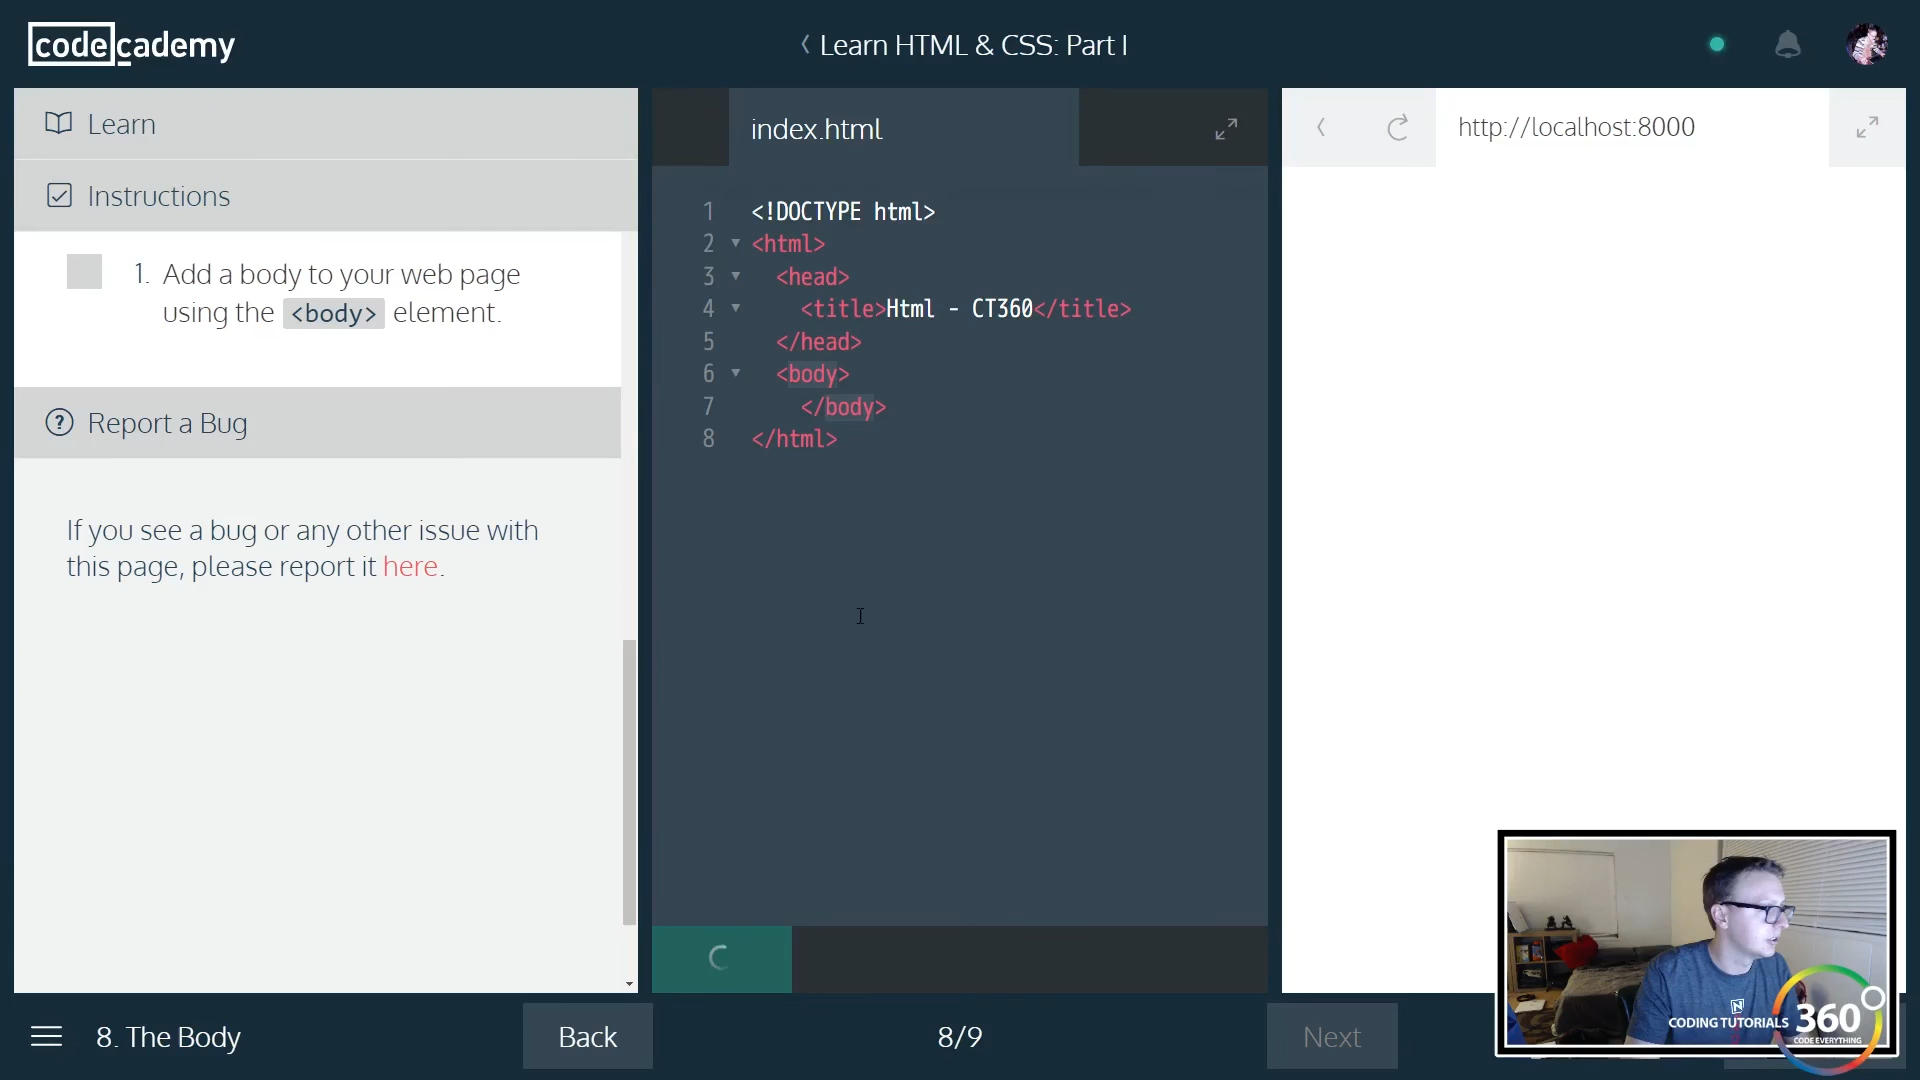 codecademy
Learn HTML & CSS: Part I
Learn
Instructions
1. Add a body to your web page
using the <body> element.
Report a Bug
If you see a bug or any other issue with
this page, please report it here.
index.html
1 <!DOCTYPE html>
2 <html>
3 <head>
4 <title>Html - CT360</title>
5 </head>
6 <body>
7 </body>
8 </html>
http://localhost:8000
8. The Body
Back
8/9
Next
CODING TUTORIALS 360
CODE EVERYTHING